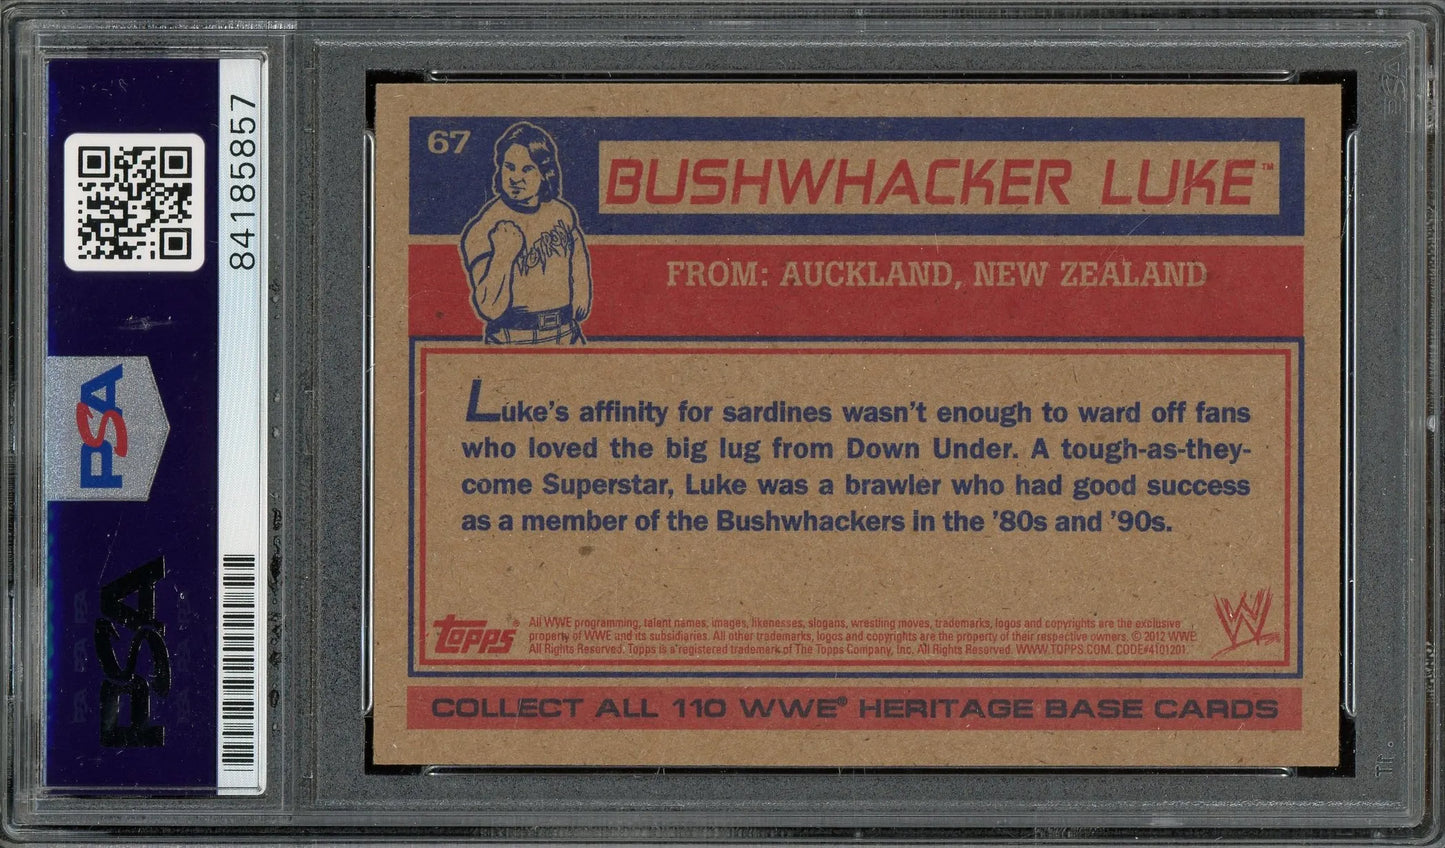 84185857
PSA
PSA
67
BUSHWHACKER LUKE™
FROM: AUCKLAND, NEW ZEALAND
Luke's affinity for sardines wasn't enough to ward off fans
who loved the big lug from Down Under. A tough-as-they-
come Superstar, Luke was a brawler who had good success
as a member of the Bushwhackers in the '80s and '90s.
topps®
All WWE programming, talent names, images, likenesses, slogans, wrestling moves, trademarks, logos and copyrights are the exclusive
property of WWE and its subsidiaries. All other trademarks, logos and copyrights are the property of their respective owners. © 2012 WWE.
All Rights Reserved. Topps is a registered trademark of The Topps Company, Inc. All Rights Reserved. WWW.TOPPS.COM. CODE#4101201.
W
COLLECT ALL 110 WWE® HERITAGE BASE CARDS
PSA